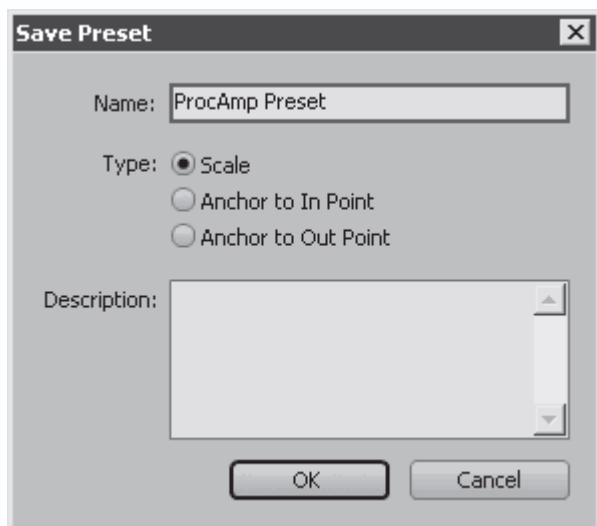 Save Preset
Name: ProcAmp Preset
Type: Scale
Anchor to In Point
Anchor to Out Point
Description:
OK Cancel